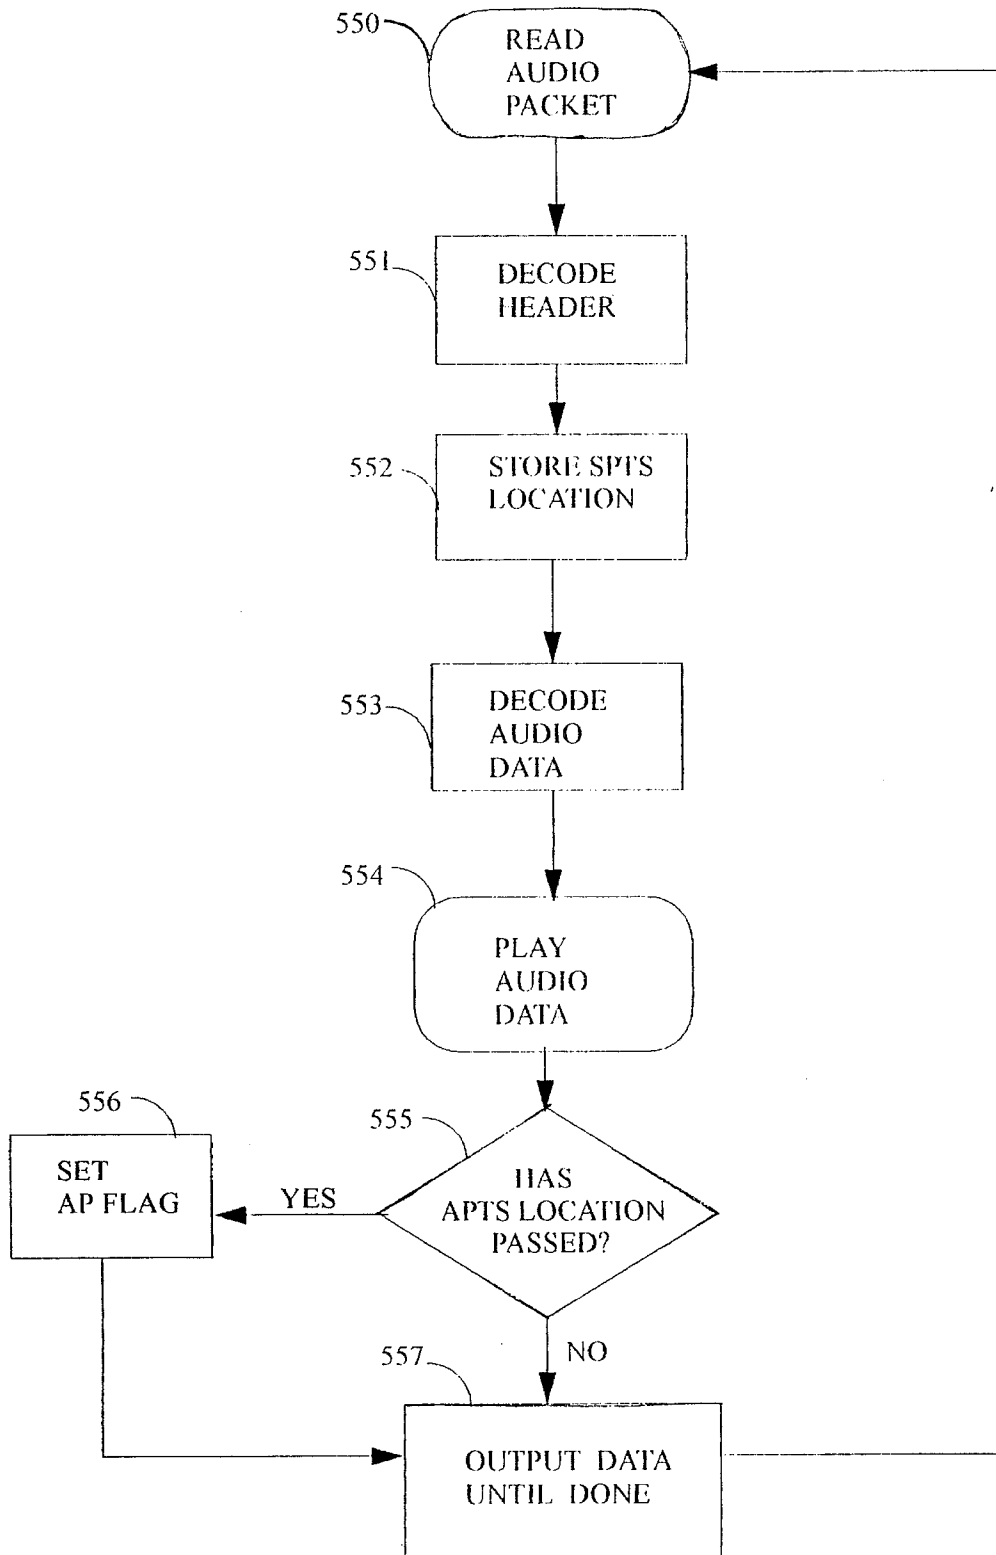 550
READ
AUDIO
PACKET
551
DECODE
HEADER
552
STORE SPTS
LOCATION
553
DECODE
AUDIO
DATA
554
PLAY
AUDIO
DATA
555
HAS
APTS LOCATION
PASSED?
YES
556
SET
AP FLAG
NO
557
OUTPUT DATA
UNTIL DONE